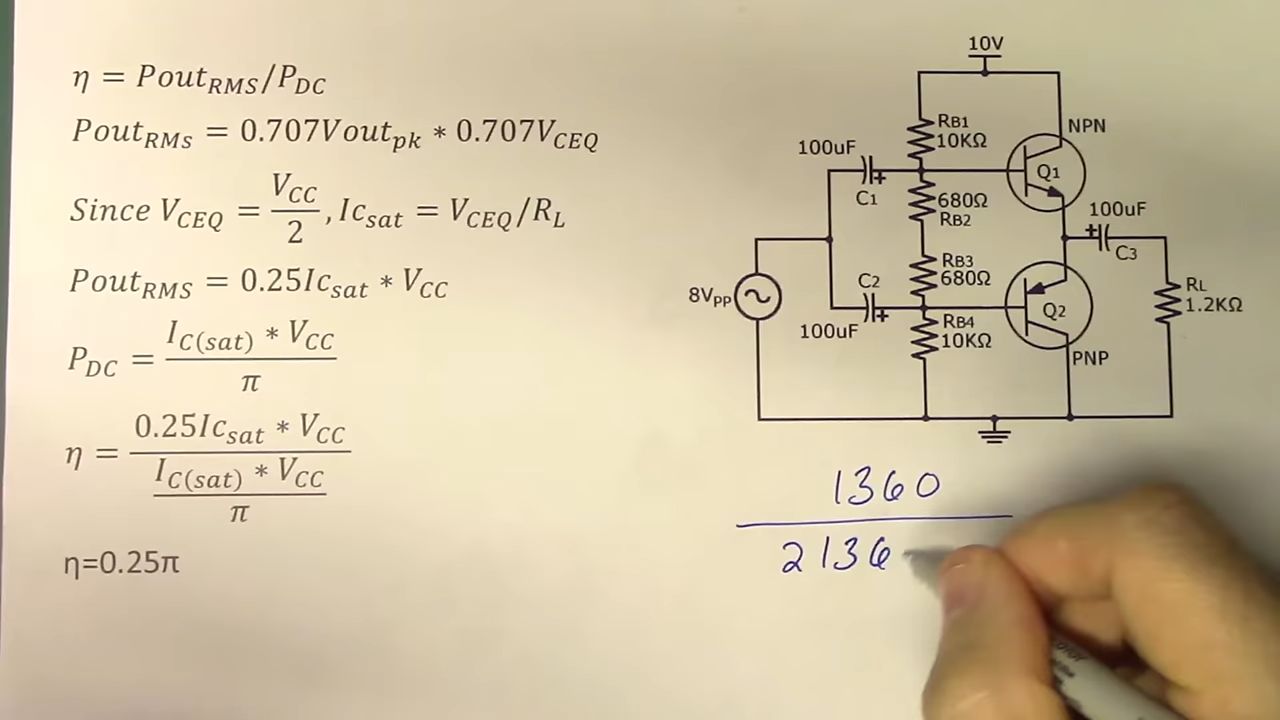 η = Pout_RMS/P_DC
Pout_RMs = 0.707Vout_pk * 0.707V_CEQ
Since V_CEQ = V_CC/2 , Ic_sat = V_CEQ/R_L
Pout_RMS = 0.25Ic_sat * V_CC
P_DC = I_C(sat) * V_CC / π
η = 0.25Ic_sat * V_CC / (I_C(sat) * V_CC / π)
η=0.25π
10V
RB1
10KΩ
NPN
100uF
C1
Q1
680Ω
RB2
100uF
C3
RB3
680Ω
C2
8VPP
100uF
RL
1.2KΩ
RB4
10KΩ
Q2
PNP
1360
2136